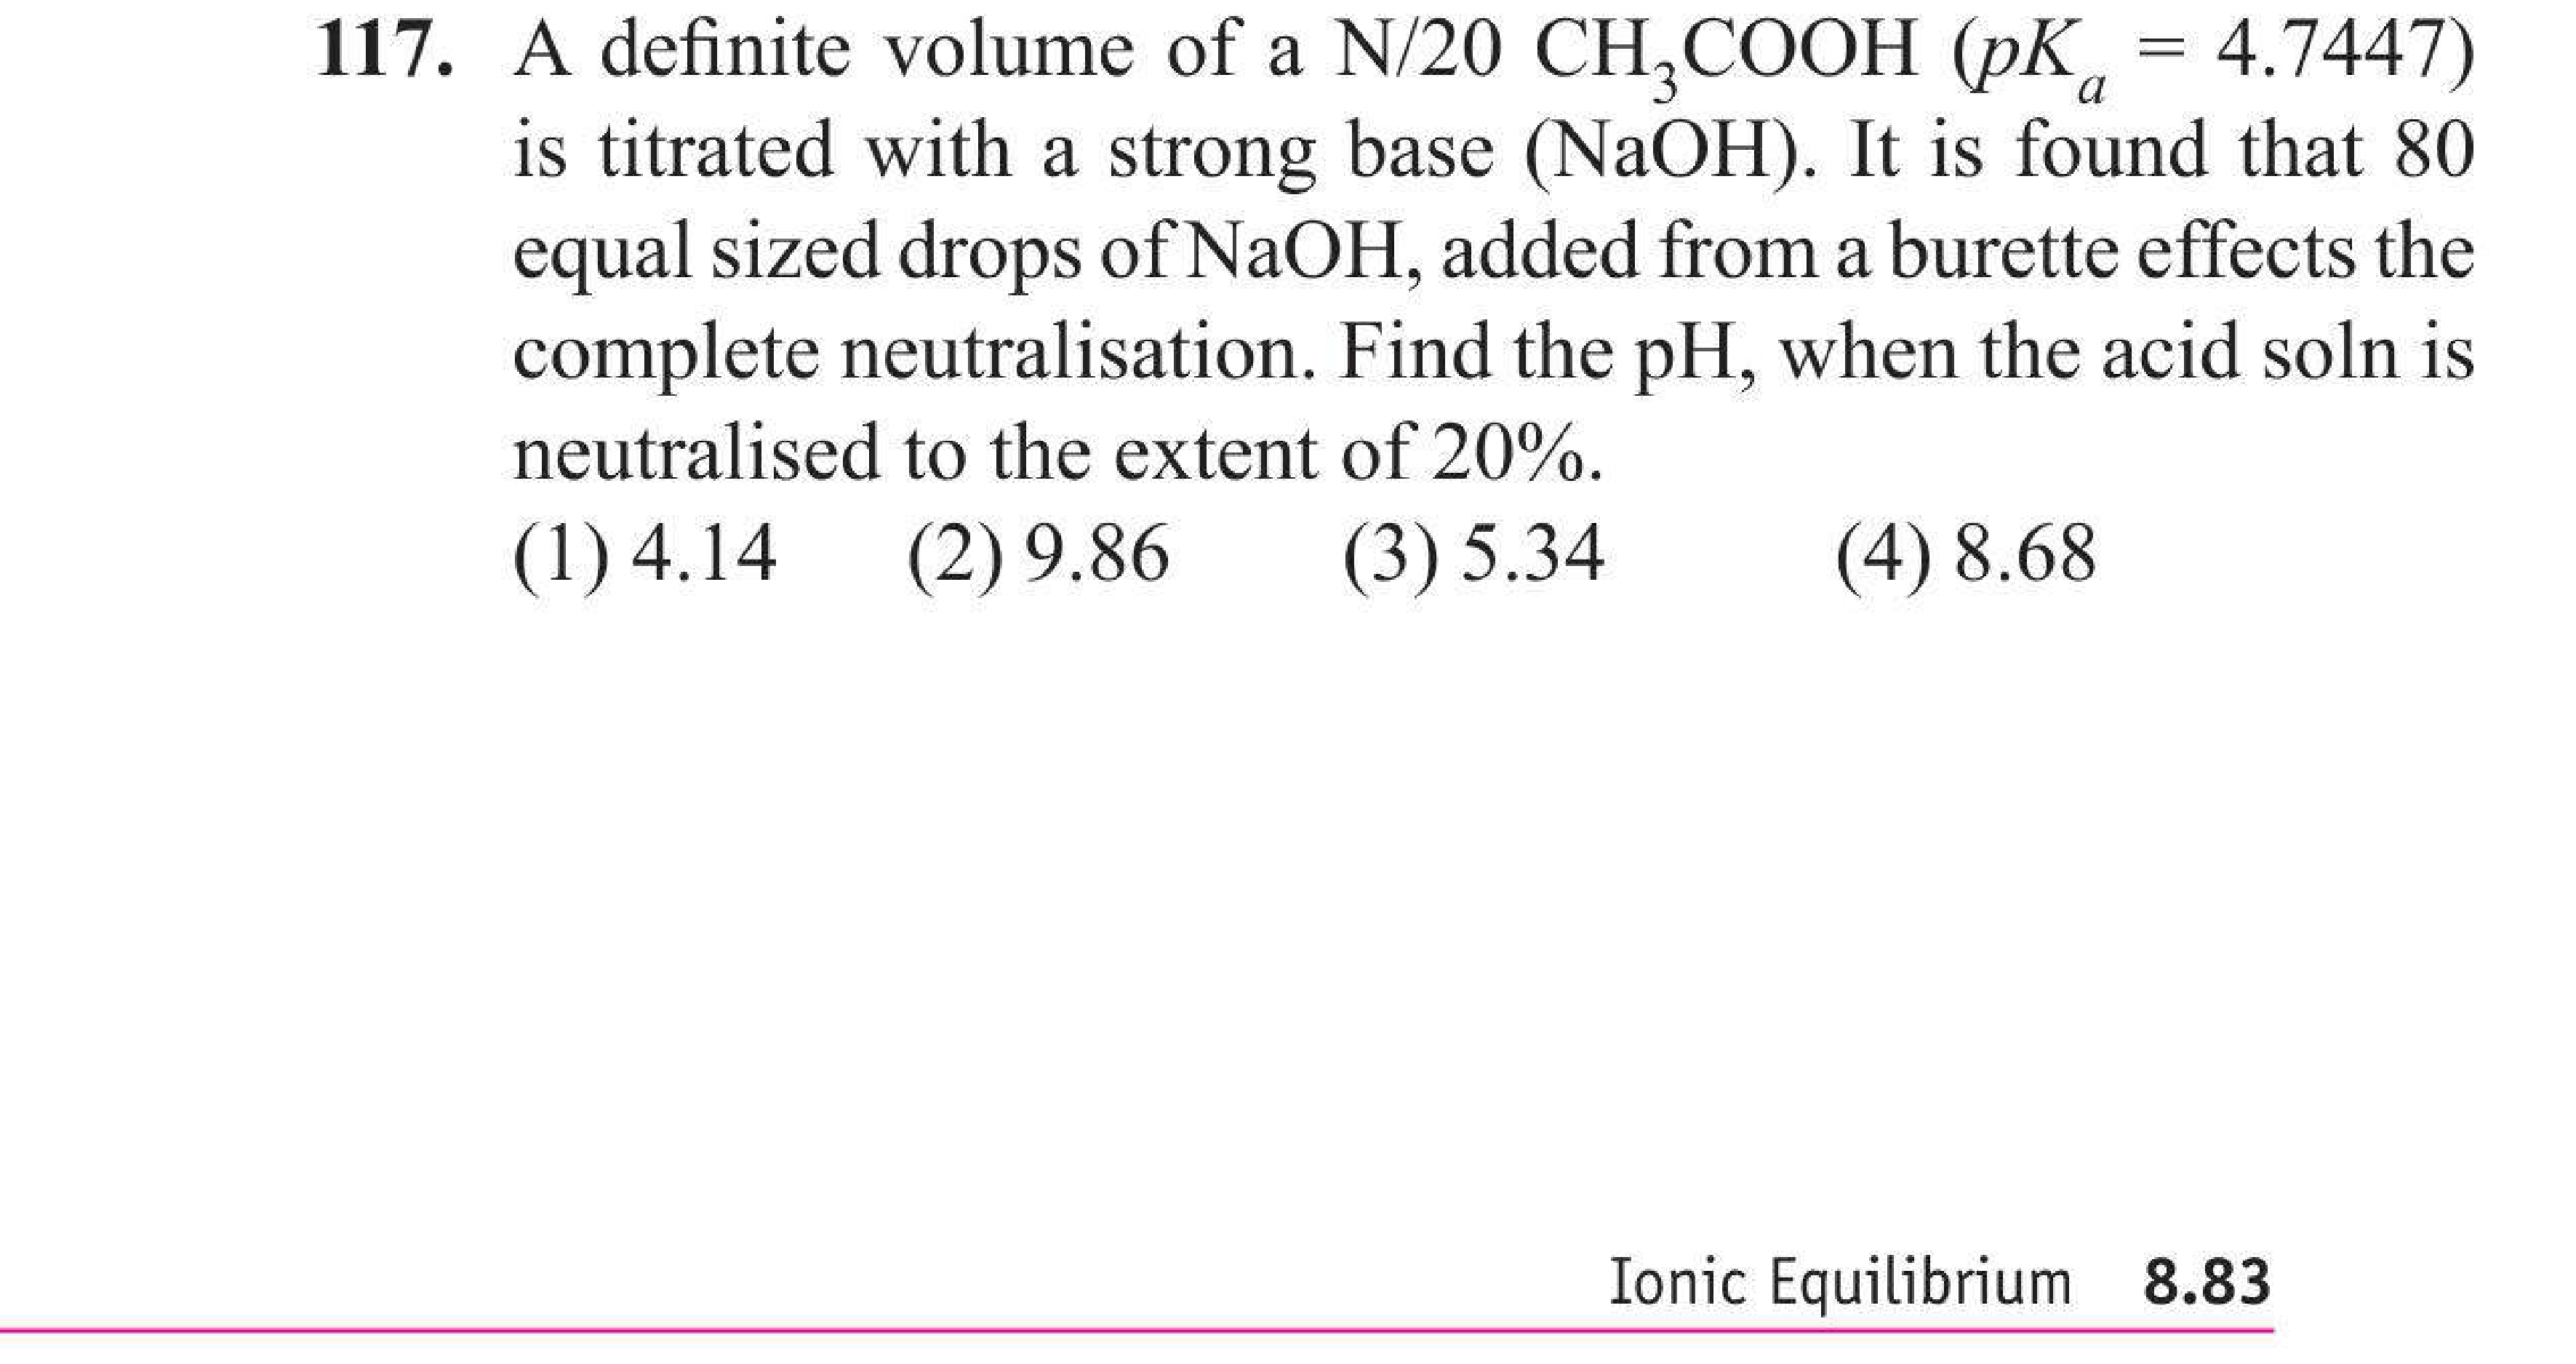 117. A definite volume of a N/20 CH₃COOH (pKₐ = 4.7447)
is titrated with a strong base (NaOH). It is found that 80
equal sized drops of NaOH, added from a burette effects the
complete neutralisation. Find the pH, when the acid soln is
neutralised to the extent of 20%.
(1) 4.14 (2) 9.86 (3) 5.34 (4) 8.68
Ionic Equilibrium 8.83